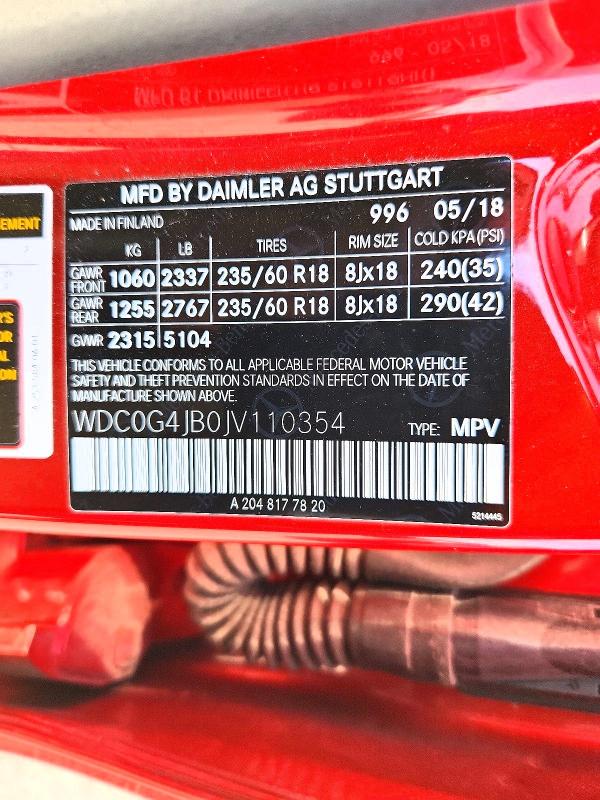 MFD BY DAIMLER AG STUTTGART
MADE IN FINLAND 996 05/18
KG LB TIRES RIM SIZE COLD KPA(PSI)
GAWR FRONT 1060 2337 235/60 R18 8Jx18 240(35)
GAWR REAR 1255 2767 235/60 R18 8Jx18 290(42)
GVWR 2315 5104
THIS VEHICLE CONFORMS TO ALL APPLICABLE FEDERAL MOTOR VEHICLE
SAFETY AND THEFT PREVENTION STANDARDS IN EFFECT ON THE DATE OF
MANUFACTURE SHOWN ABOVE.
WDC0G4JB0JV110354 TYPE: MPV
A 204 817 78 20
521444S